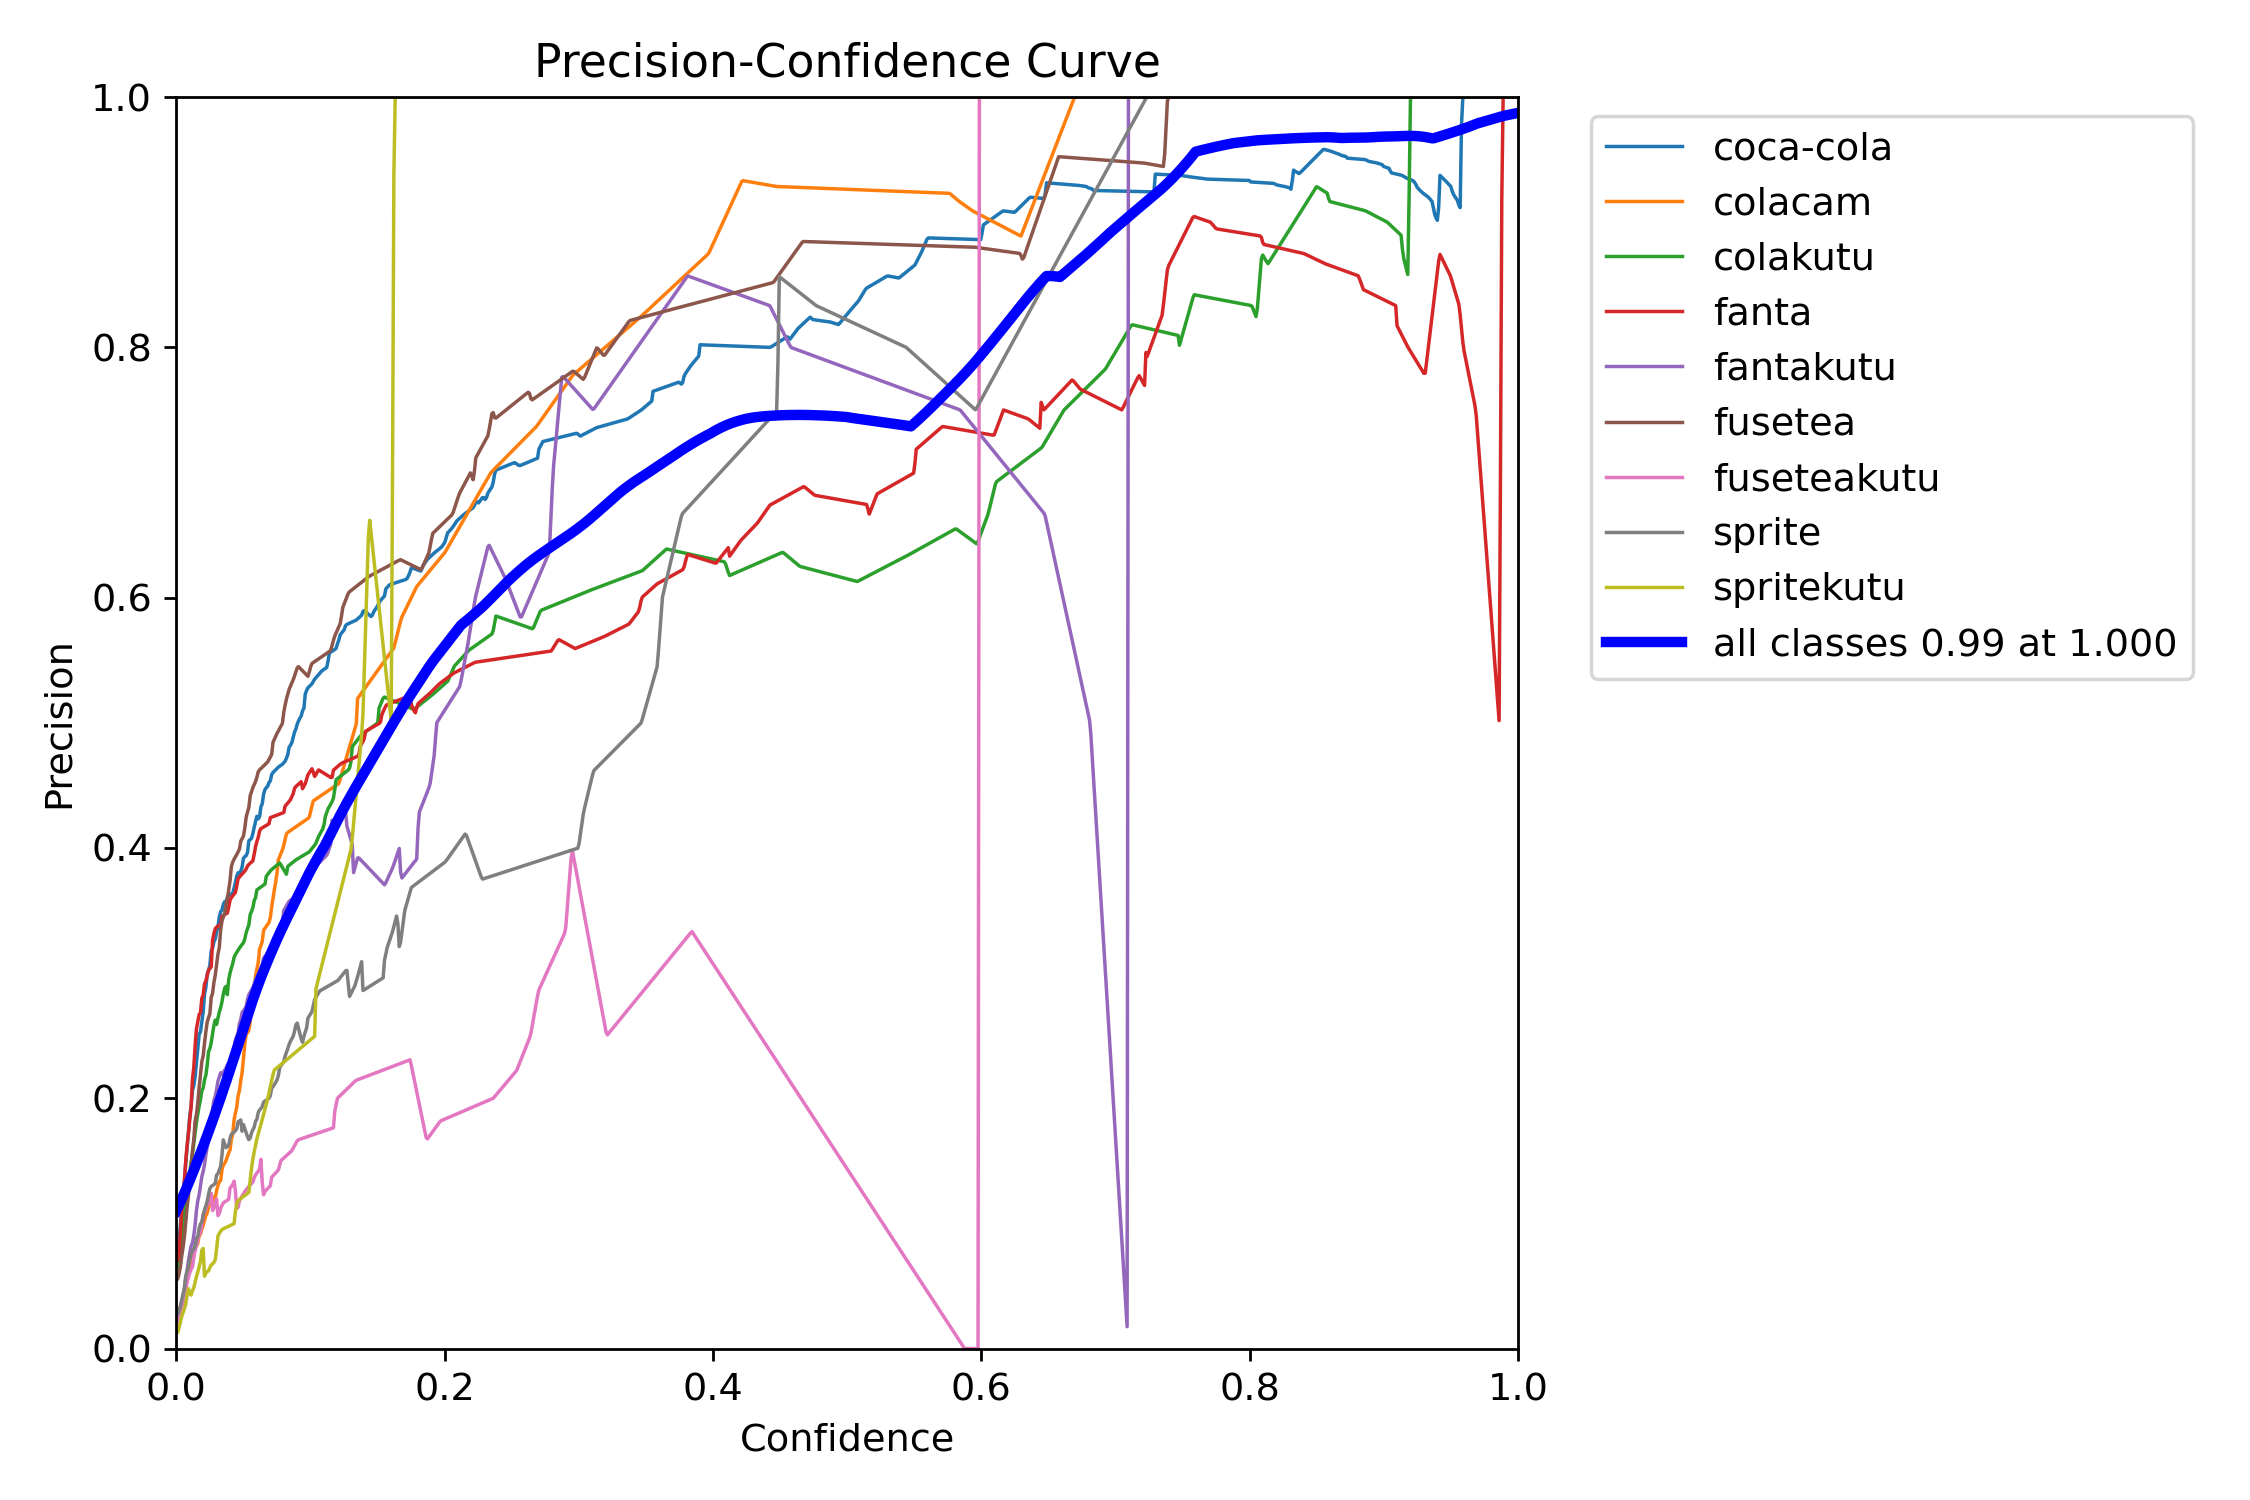 Precision-Confidence Curve
1.0
0.8
0.6
0.4
0.2
0.0
Precision
0.0 0.2 0.4 0.6 0.8 1.0
Confidence
coca-cola
colacam
colakutu
fanta
fantakutu
fusetea
fuseteakutu
sprite
spritekutu
all classes 0.99 at 1.000